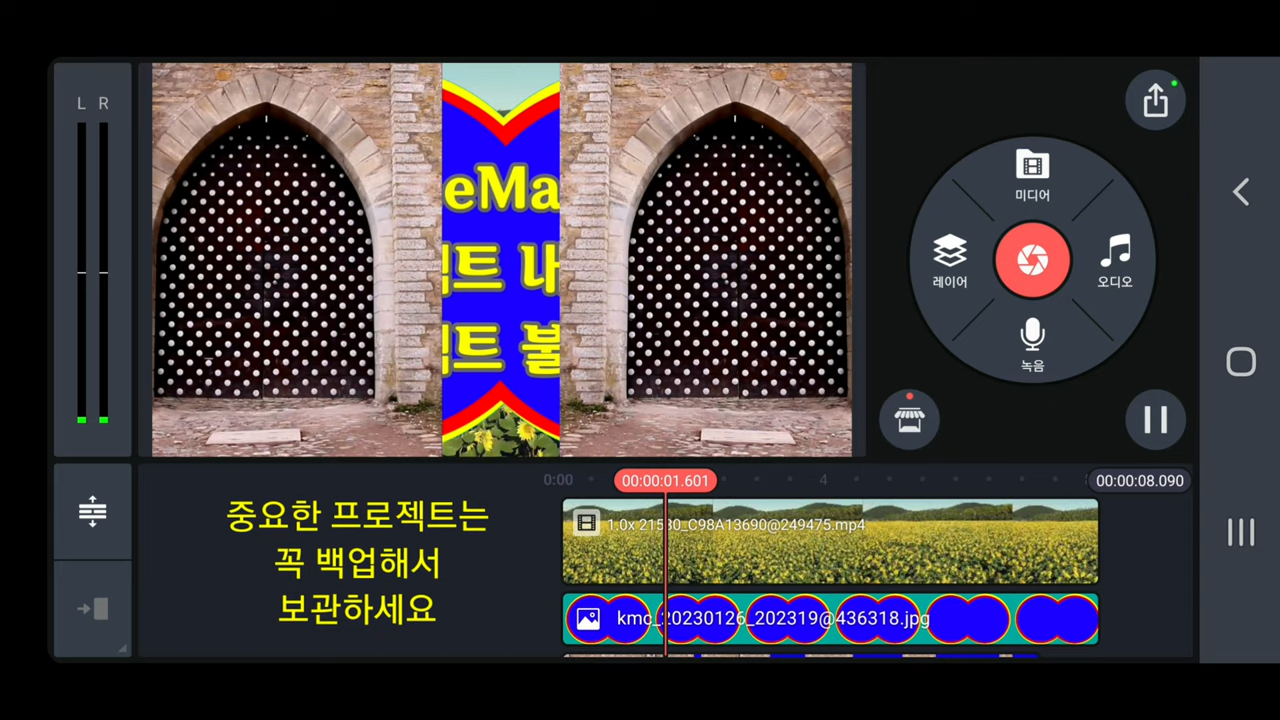 L R
eMa
트 내
트 불
미디어
레이어
오디오
녹음
0:00
00:00:01.601
4
00:00:08.090
중요한 프로젝트는
꼭 백업해서
보관하세요
1.0x 21530_C98A13690@249475.mp4
kmc_20230126_202319@436318.jpg